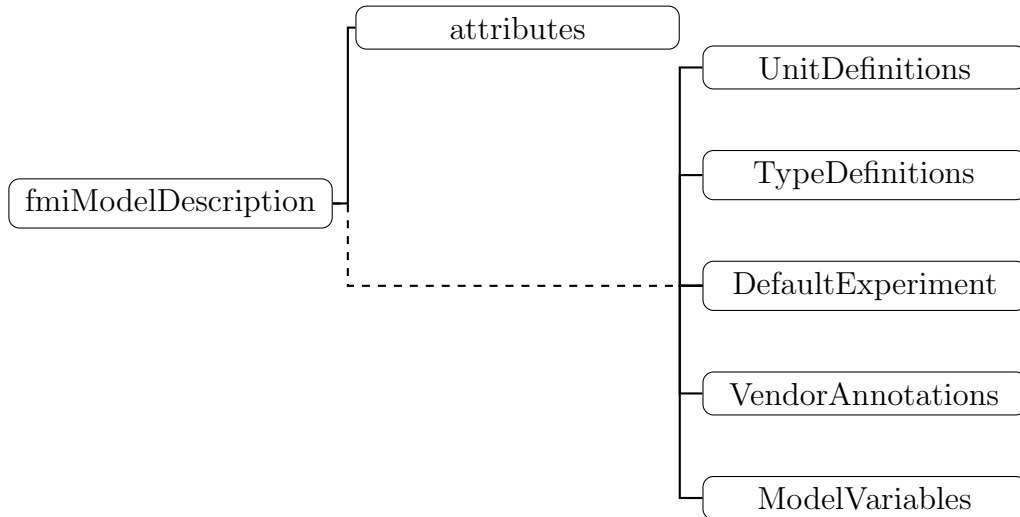 attributes
UnitDefinitions
TypeDefinitions
fmiModelDescription
DefaultExperiment
VendorAnnotations
ModelVariables